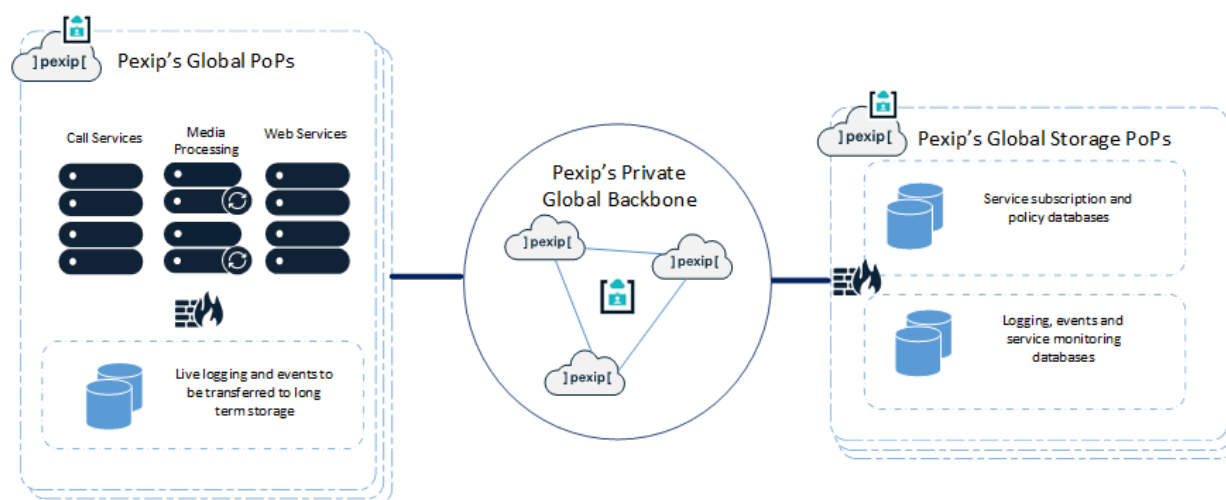 ]pexip[
Pexip's Global PoPs
Call Services
Media
Processing
Web Services
Live logging and events to
be transferred to long
term storage
Pexip's Private
Global Backbone
]pexip[
]pexip[
]pexip[
]pexip[
Pexip's Global Storage PoPs
Service subscription and
policy databases
Logging, events and
service monitoring
databases